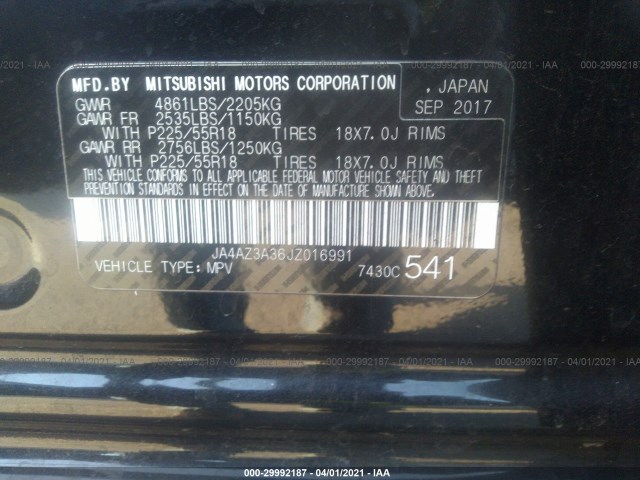 MFD.BY MITSUBISHI MOTORS CORPORATION , JAPAN
GVWR 4861LBS/2205KG SEP 2017
GAWR FR 2535LBS/1150KG
WITH P225/55R18 TIRES 18X7.0J RIMS
GAWR RR 2756LBS/1250KG
WITH P225/55R18 TIRES 18X7.0J RIMS
THIS VEHICLE CONFORMS TO ALL APPLICABLE FEDERAL MOTOR VEHICLE SAFETY AND THEFT
PREVENTION STANDARDS IN EFFECT ON THE DATE OF MANUFACTURE SHOWN ABOVE.
JA4AZ3A36JZ016991
VEHICLE TYPE: MPV 7430C 541
000-29992187 - 04/01/2021 - IAA